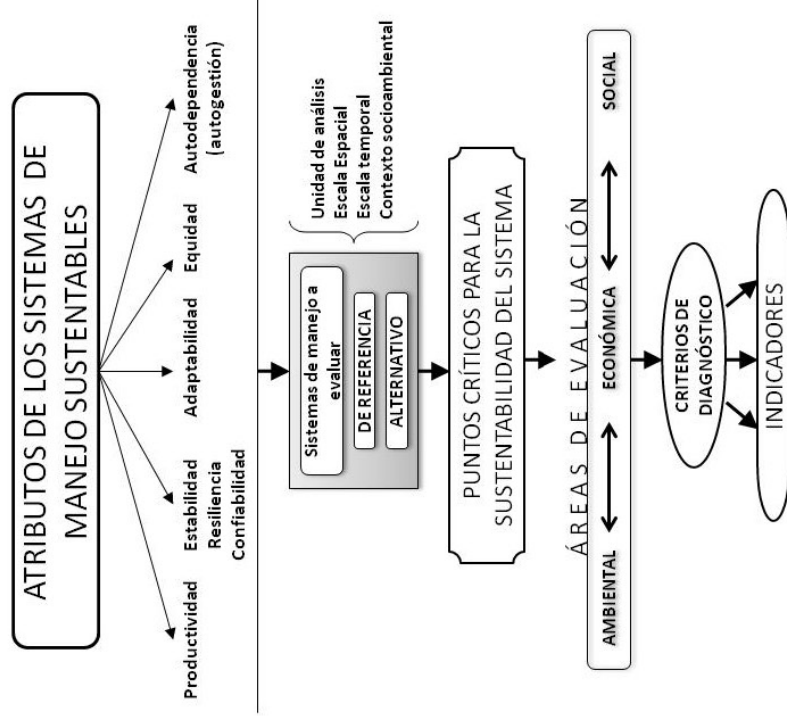 ATRIBUTOS DE LOS SISTEMAS DE
MANEJO SUSTENTABLES
Productividad
Estabilidad
Resiliencia
Confiabilidad
Adaptabilidad
Equidad
Autodependencia
(autogestión)
Sistemas de manejo a
evaluar
DE REFERENCIA
ALTERNATIVO
Unidad de análisis
Escala Espacial
Escala temporal
Contexto socioambiental
PUNTOS CRÍTICOS PARA LA
SUSTENTABILIDAD DEL SISTEMA
ÁREAS DE EVALUACIÓN
AMBIENTAL
ECONÓMICA
SOCIAL
CRITERIOS DE
DIAGNÓSTICO
INDICADORES